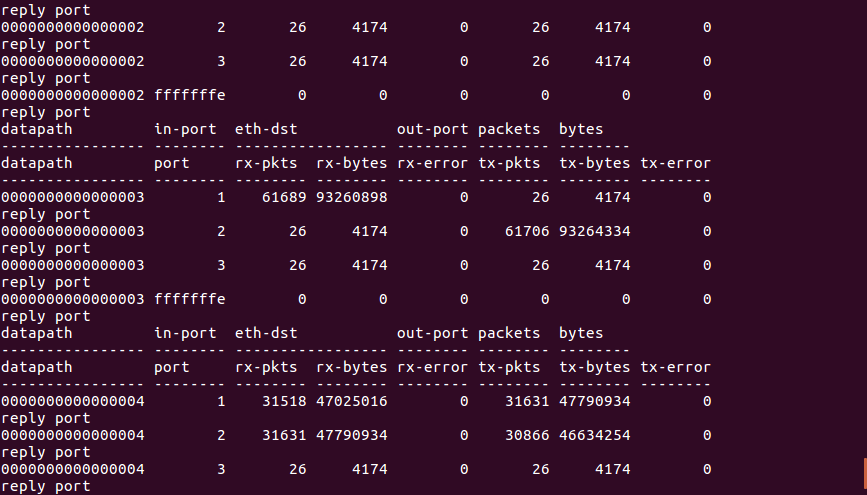 reply port
0000000000000002        2       26     4174        0       26     4174        0
reply port
0000000000000002        3       26     4174        0       26     4174        0
reply port
0000000000000002 fffffffe        0        0        0        0        0        0
reply port
datapath         in-port  eth-dst           out-port packets  bytes
---------------- -------- ----------------- -------- -------- --------
datapath         port     rx-pkts  rx-bytes rx-error tx-pkts  tx-bytes tx-error
---------------- -------- -------- -------- -------- -------- -------- --------
0000000000000003        1    61689 93260898        0       26     4174        0
reply port
0000000000000003        2       26     4174        0    61706 93264334        0
reply port
0000000000000003        3       26     4174        0       26     4174        0
reply port
0000000000000003 fffffffe        0        0        0        0        0        0
reply port
datapath         in-port  eth-dst           out-port packets  bytes
---------------- -------- ----------------- -------- -------- --------
datapath         port     rx-pkts  rx-bytes rx-error tx-pkts  tx-bytes tx-error
---------------- -------- -------- -------- -------- -------- -------- --------
0000000000000004        1    31518 47025016        0    31631 47790934        0
reply port
0000000000000004        2    31631 47790934        0    30866 46634254        0
reply port
0000000000000004        3       26     4174        0       26     4174        0
reply port